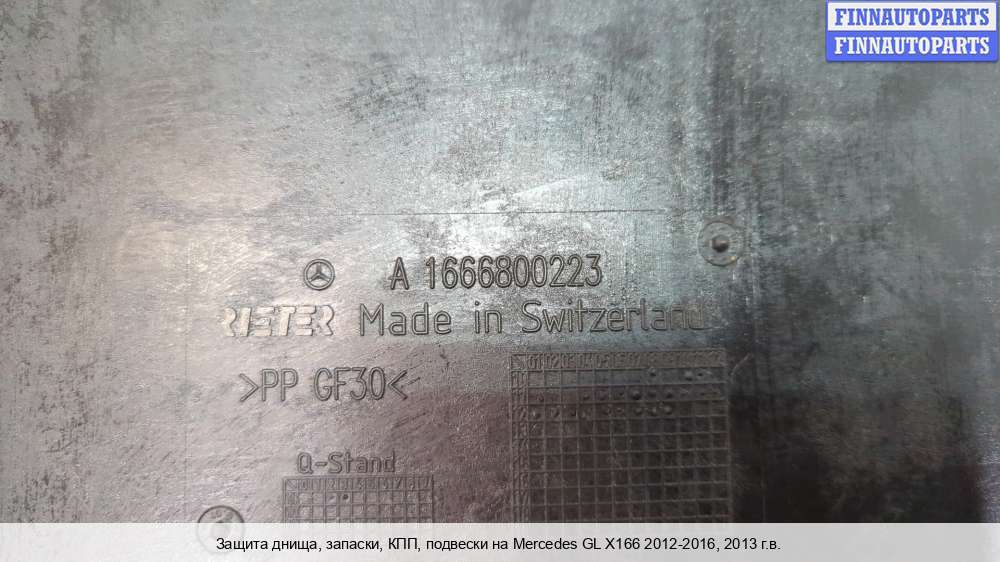 FINNAUTOPARTS
FINNAUTOPARTS
A 1666800223
RIETER Made in Switzerland
>PP GF30<
Q-Stand
Защита днища, запаски, КПП, подвески на Mercedes GL X166 2012-2016, 2013 г.в.